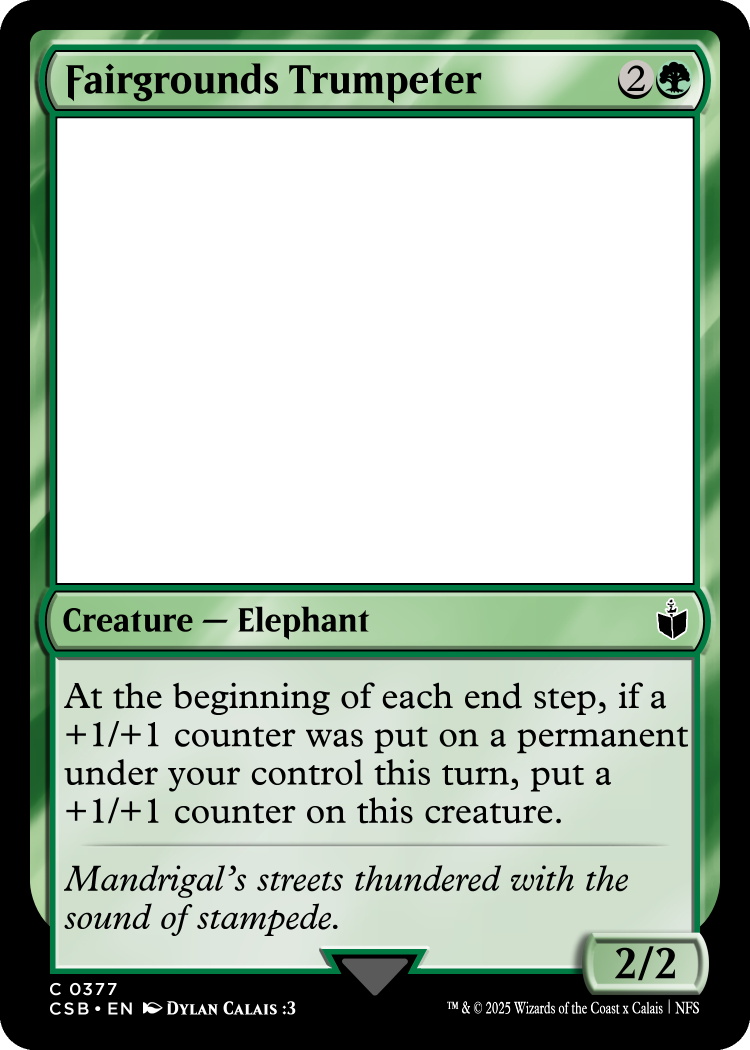 Fairgrounds Trumpeter 2
Creature — Elephant
At the beginning of each end step, if a
+1/+1 counter was put on a permanent
under your control this turn, put a
+1/+1 counter on this creature.
Mandrigal's streets thundered with the
sound of stampede.
2/2
C 0377
CSB • EN Dylan Calais :3
™ & © 2025 Wizards of the Coast x Calais | NFS